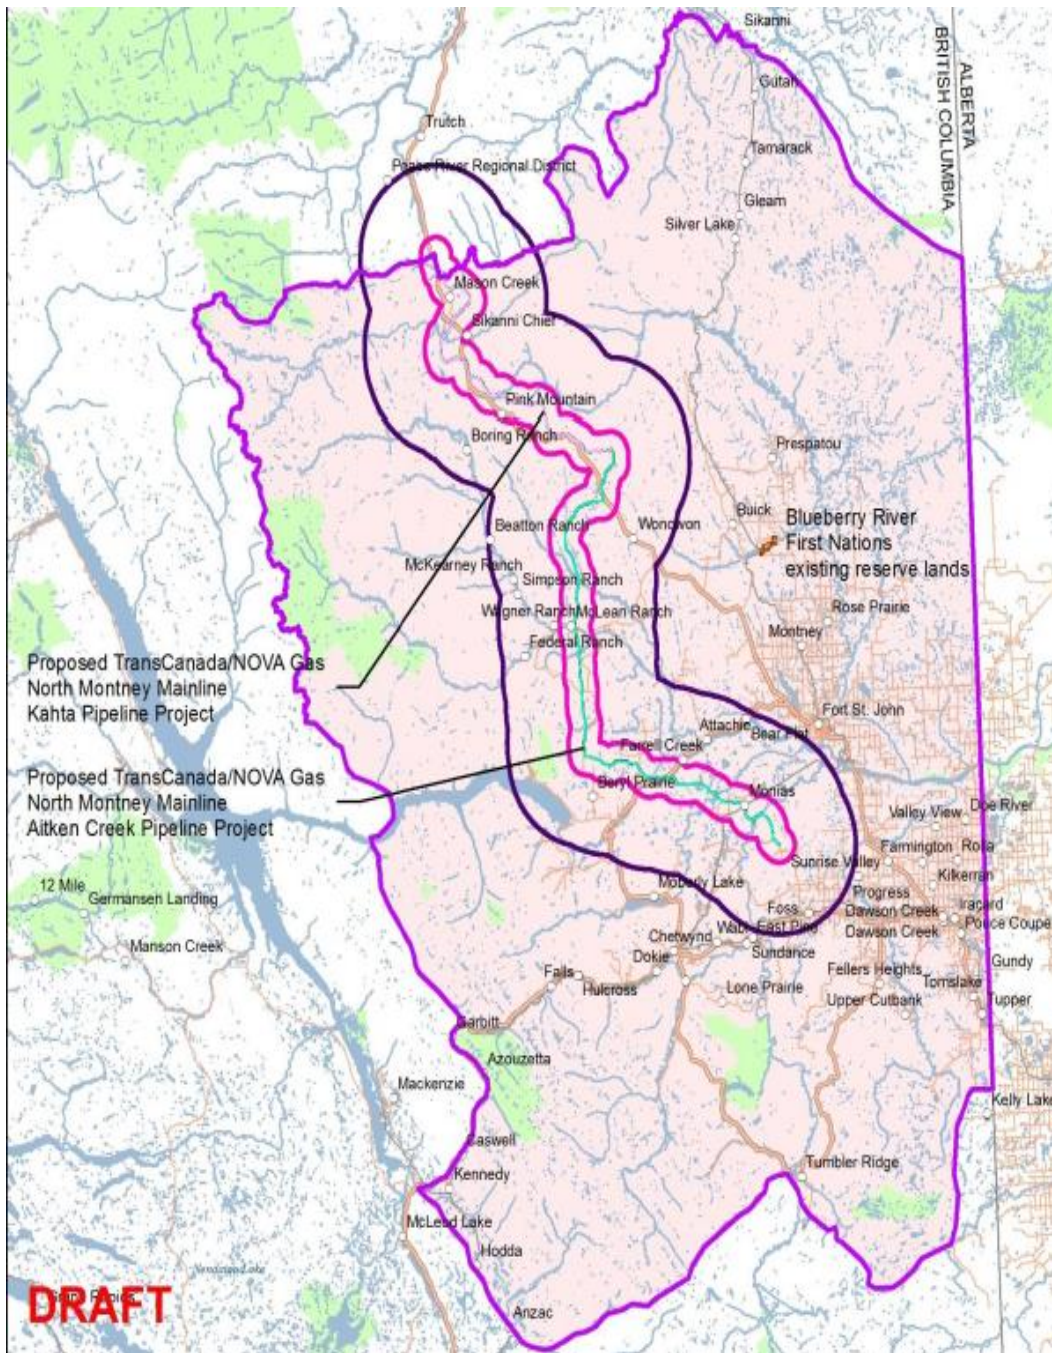 Sikanni
ALBERTA
BRITISH COLUMBIA
Gutah
Trutch
Tamarack
Peace River Regional District
Gleam
Silver Lake
Mason Creek
Sikanni Chief
Pink Mountain
Boring Ranch
Prespatou
Buick
Beatton Ranch
Wonowon
Blueberry River
First Nations
existing reserve lands
McKearney Ranch
Simpson Ranch
Wagner Ranch
McLean Ranch
Rose Prairie
Montney
Federal Ranch
Proposed TransCanada/NOVA Gas
North Montney Mainline
Kahta Pipeline Project
Fort St. John
Attachie
Bear Flat
Farrell Creek
Proposed TransCanada/NOVA Gas
North Montney Mainline
Aitken Creek Pipeline Project
Beryl Prairie
Monias
Valley View
Doe River
Sunrise Valley
Farmington
Rolla
Kilkerran
12 Mile
Germansen Landing
Moberly Lake
Progress
Foss
Dawson Creek
Iracard
Pouce Coupe
East Pine
Dawson Creek
Chetwynd
Manson Creek
Dokie
Sundance
Gundy
Falls
Hulcross
Lone Prairie
Fellers Heights
Tomslake
Upper Cutbank
Tupper
Garbitt
Azouzetta
Mackenzie
Kelly Lake
Caswell
Kennedy
Tumbler Ridge
McLeod Lake
Hodda
DRAFT
Anzac